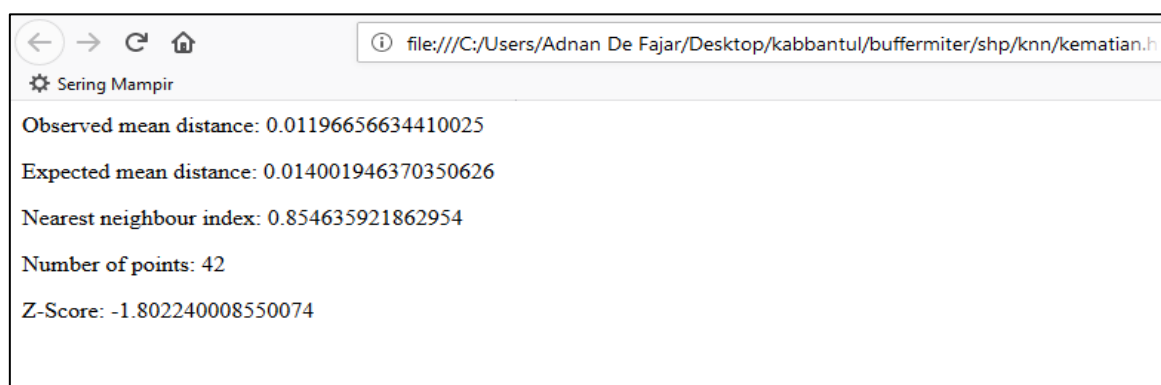 file:///C:/Users/Adnan De Fajar/Desktop/kabbantul/buffermiter/shp/knn/kematian.h
Sering Mampir
Observed mean distance: 0.01196656634410025
Expected mean distance: 0.014001946370350626
Nearest neighbour index: 0.854635921862954
Number of points: 42
Z-Score: -1.802240008550074